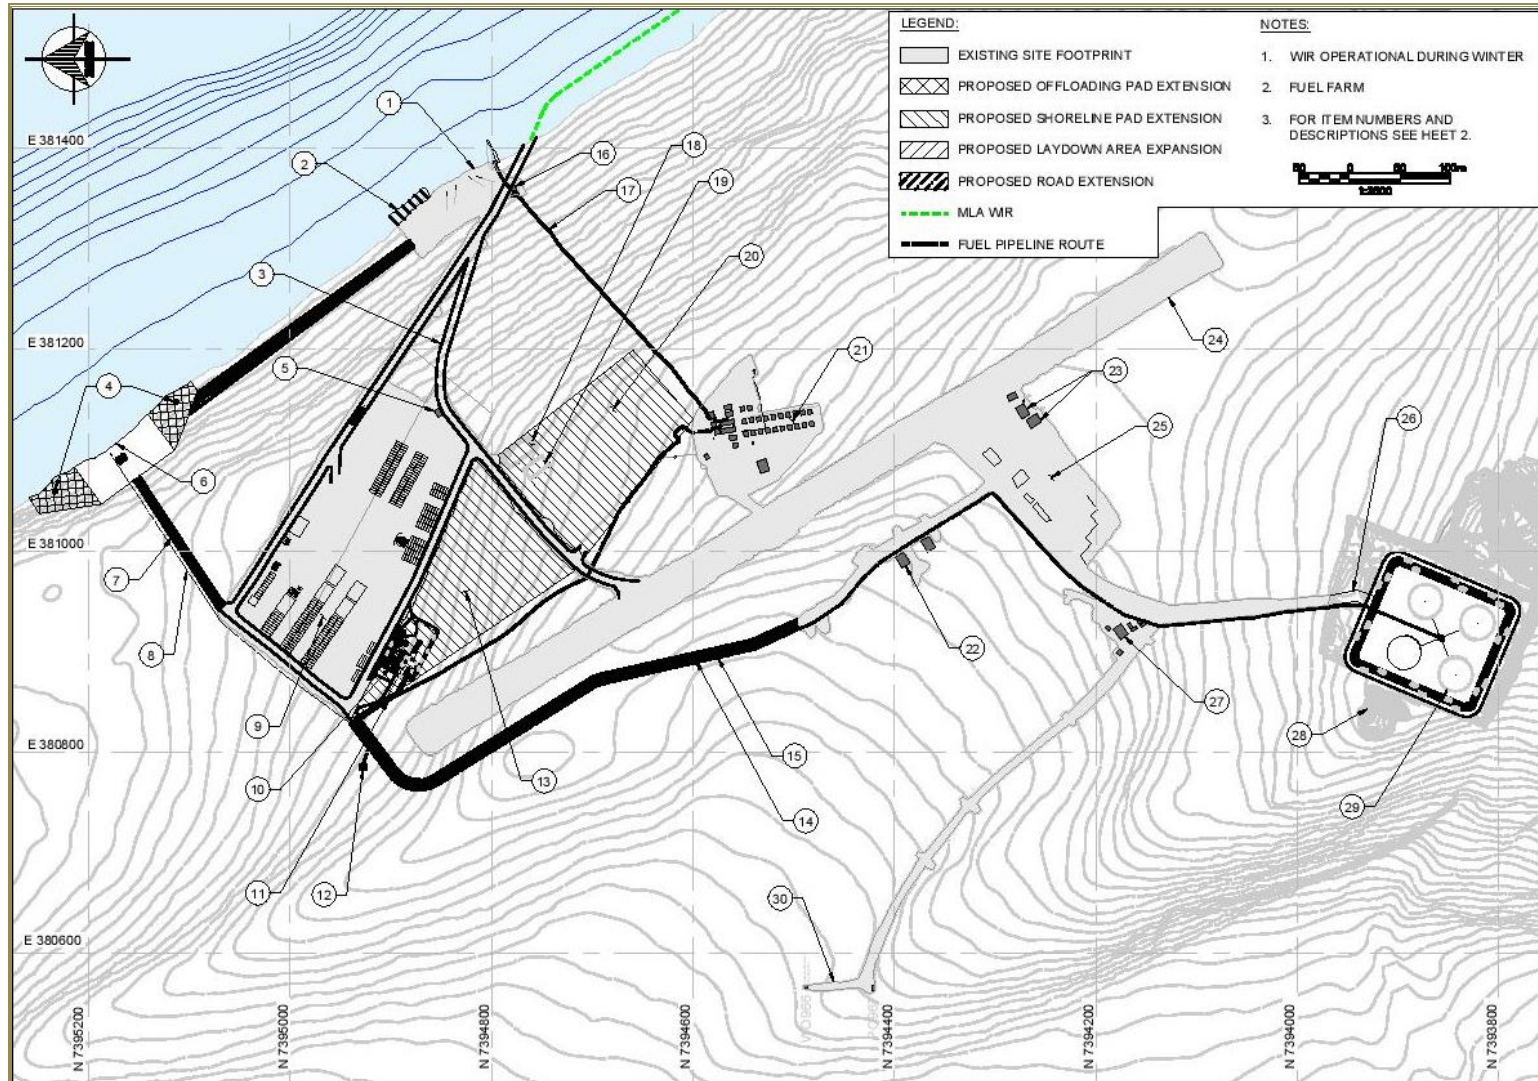 LEGEND:
EXISTING SITE FOOTPRINT
PROPOSED OFFLOADING PAD EXTENSION
PROPOSED SHORELINE PAD EXTENSION
PROPOSED LAYDOWN AREA EXPANSION
PROPOSED ROAD EXTENSION
MLA WIR
FUEL PIPELINE ROUTE
NOTES:
1. WIR OPERATIONAL DURING WINTER
2. FUEL FARM
3. FOR ITEM NUMBERS AND
DESCRIPTIONS SEE HEET 2.
50 0 50 100m
E 381400
E 381200
E 381000
E 380800
E 380600
1
2
3
4
5
6
7
8
9
10
11
12
13
14
15
16
17
18
19
20
21
22
23
24
25
26
27
28
29
30
N 7395200
N 7395000
N 7394800
N 7394600
N 7394400
N 7394200
N 7394000
N 7393800